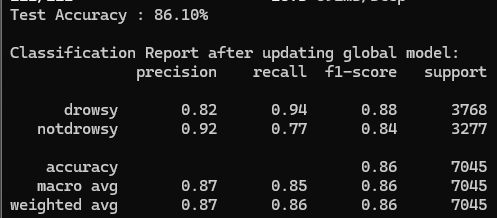 Test Accuracy : 86.10%
Classification Report after updating global model:
precision recall f1-score support
drowsy 0.82 0.94 0.88 3768
notdrowsy 0.92 0.77 0.84 3277
accuracy 0.86 7045
macro avg 0.87 0.85 0.86 7045
weighted avg 0.87 0.86 0.86 7045